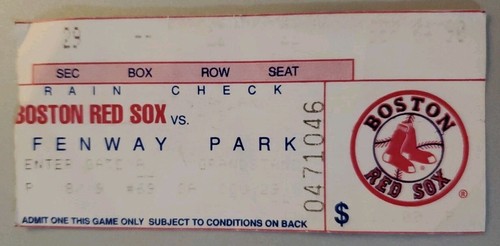 29 --
SEC BOX ROW SEAT
RAIN CHECK
BOSTON RED SOX VS.
FENWAY PARK
ENTER GATE A
0471046
ADMIT ONE THIS GAME ONLY SUBJECT TO CONDITIONS ON BACK
BOSTON
RED SOX
®
$